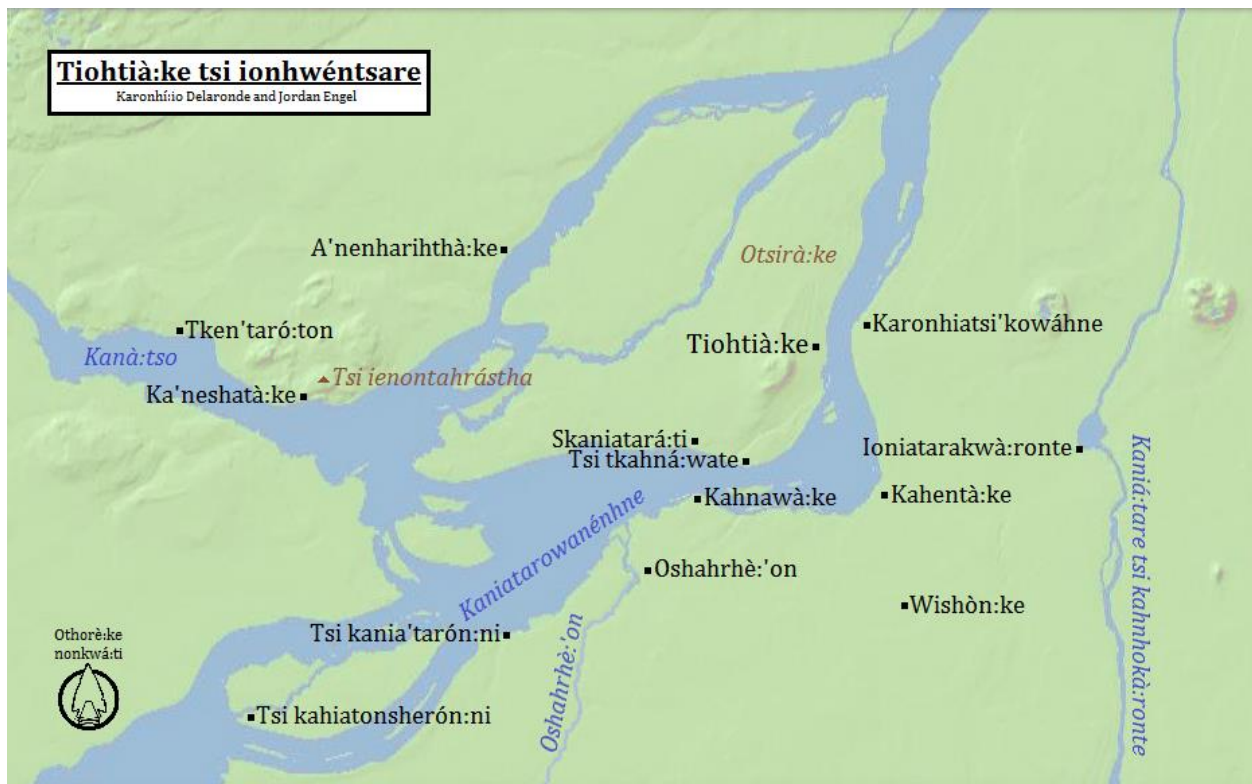 Tiohtià:ke tsi ionhwéntsare
Karonhí:io Delaronde and Jordan Engel
A'nenharihthà:ke
Otsirà:ke
Tken'taró:ton
Karonhiatsi'kowáhne
Kanà:tso
Tiohtià:ke
Tsi ienontahrástha
Ka'neshatà:ke
Skaniatará:ti
Tsi tkahná:wate
Ioniatarakwà:ronte
Kaniá:tare tsi kahnhokà:ronte
Kahnawà:ke
Kahentà:ke
Kaniatarowanénhne
Oshahrhè:'on
Wishòn:ke
Tsi kania'tarón:ni
Oshahrhè:'on
Othorè:ke
nonkwá:ti
Tsi kahiatonsherón:ni